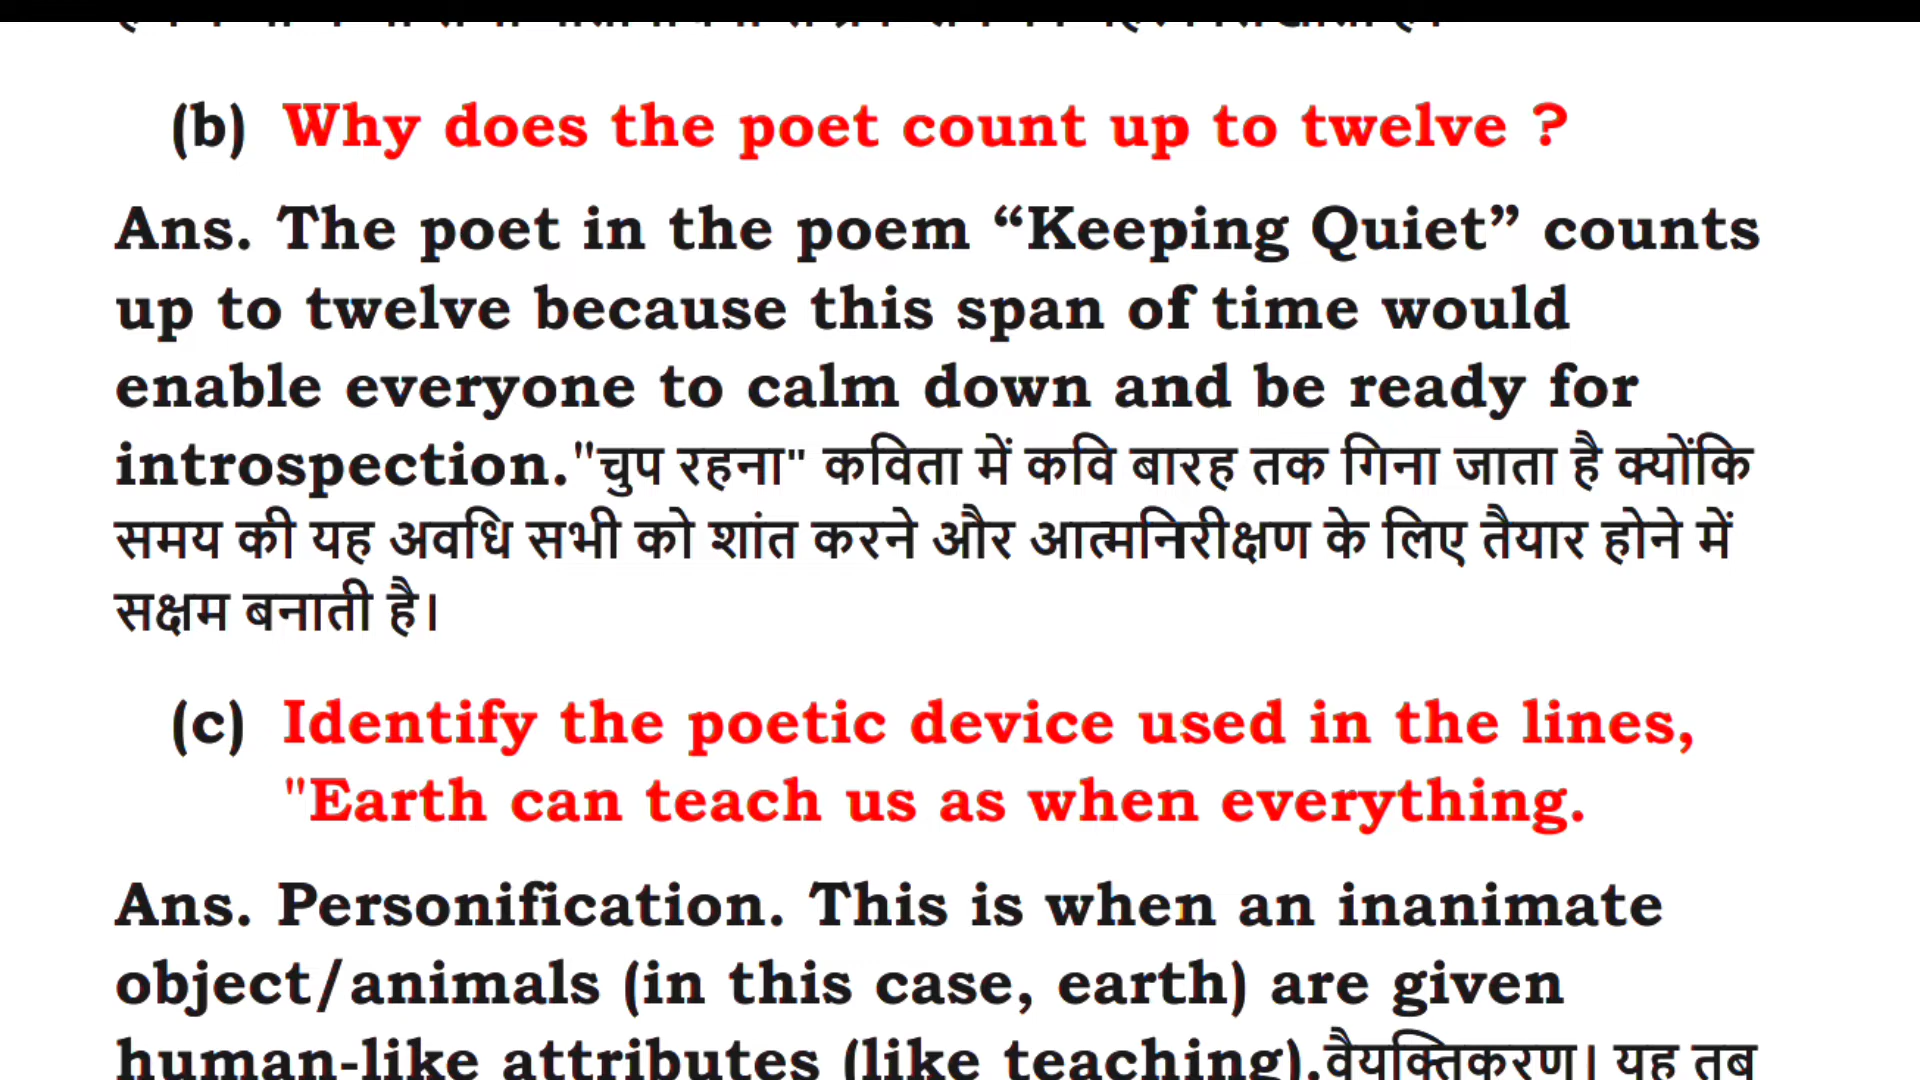 (b) Why does the poet count up to twelve ?
Ans. The poet in the poem “Keeping Quiet” counts
up to twelve because this span of time would
enable everyone to calm down and be ready for
introspection."चुप रहना" कविता में कवि बारह तक गिना जाता है क्योंकि
समय की यह अवधि सभी को शांत करने और आत्मनिरीक्षण के लिए तैयार होने में
सक्षम बनाती है।
(c) Identify the poetic device used in the lines,
"Earth can teach us as when everything.
Ans. Personification. This is when an inanimate
object/animals (in this case, earth) are given
human-like attributes (like teaching).वैयक्तिकरण। यह तब